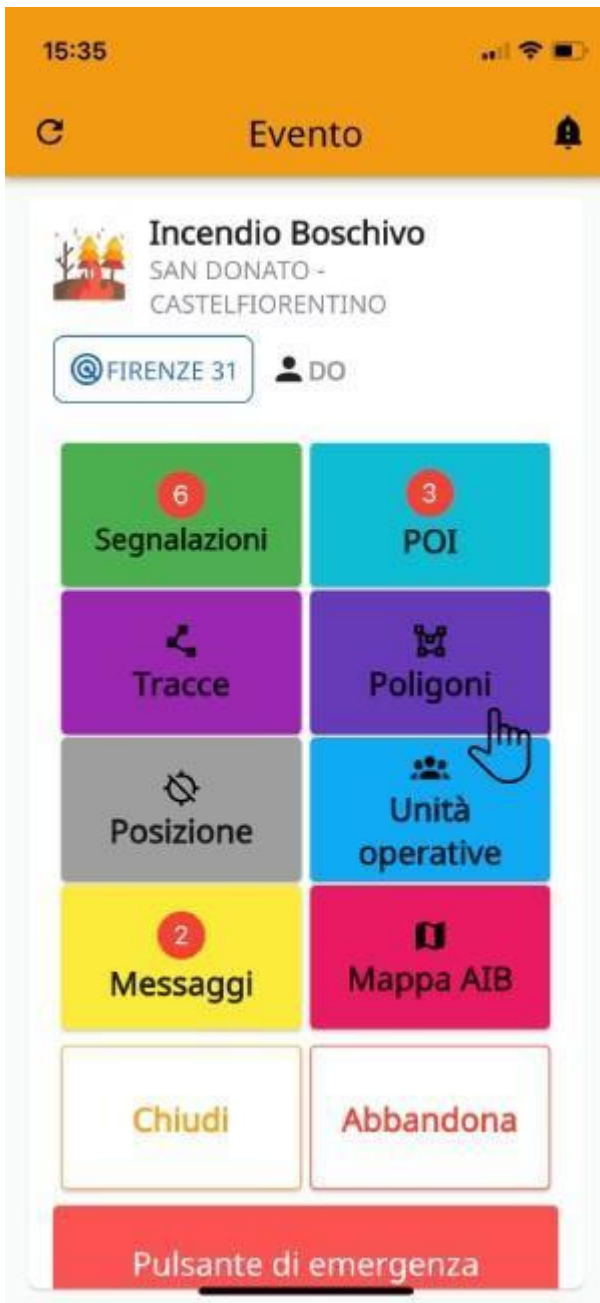 15:35
Evento
Incendio Boschivo
SAN DONATO -
CASTELFIORENTINO
FIRENZE 31
DO
6
3
Segnalazioni
POI
Tracce
Poligoni
Posizione
Unità
operative
2
Messaggi
Mappa AIB
Chiudi
Abbandona
Pulsante di emergenza